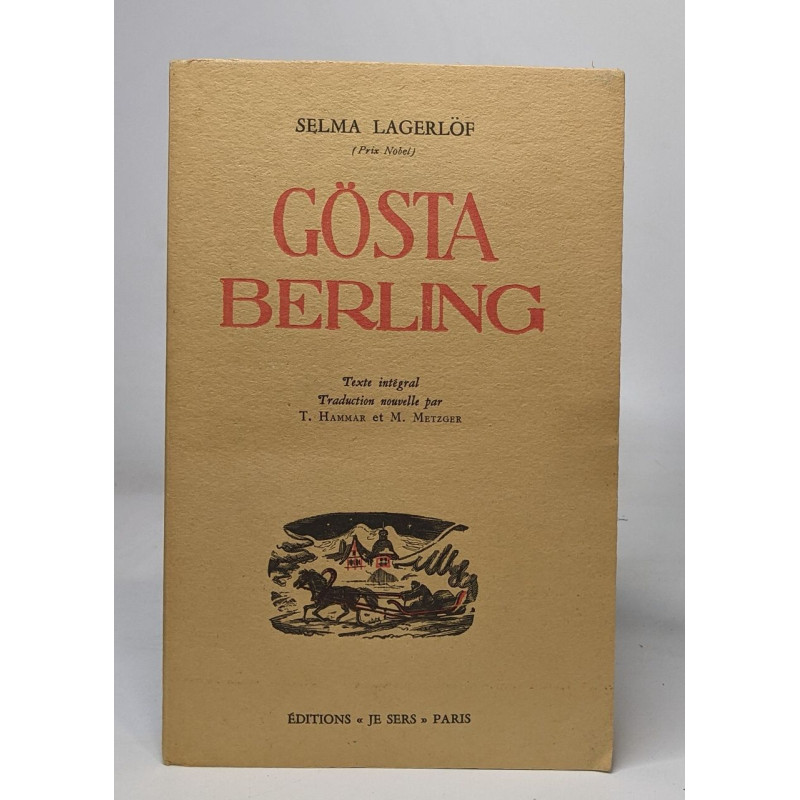 SELMA LAGERLÖF
(Prix Nobel)
GÖSTA
BERLING
Texte intégral
Traduction nouvelle par
T. HAMMAR et M. METZGER
ÉDITIONS « JE SERS » PARIS